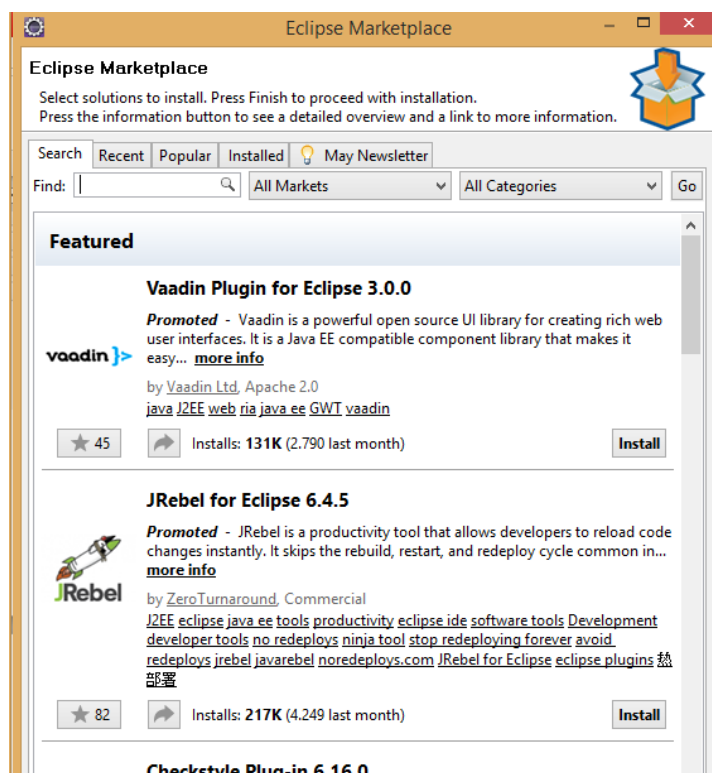 Eclipse Marketplace
Eclipse Marketplace
Select solutions to install. Press Finish to proceed with installation.
Press the information button to see a detailed overview and a link to more information.
Search Recent Popular Installed May Newsletter
Find: All Markets All Categories Go
Featured
Vaadin Plugin for Eclipse 3.0.0
Promoted - Vaadin is a powerful open source UI library for creating rich web
user interfaces. It is a Java EE compatible component library that makes it
easy... more info
vaadin }>
by Vaadin Ltd, Apache 2.0
java J2EE web ria java ee GWT vaadin
45 Installs: 131K (2.790 last month) Install
JRebel for Eclipse 6.4.5
Promoted - JRebel is a productivity tool that allows developers to reload code
changes instantly. It skips the rebuild, restart, and redeploy cycle common in...
more info
JRebel
by ZeroTurnaround, Commercial
J2EE eclipse java ee tools productivity eclipse ide software tools Development
developer tools no redeploys ninja tool stop redeploying forever avoid
redeploys jrebel javarebel noredeploys.com JRebel for Eclipse eclipse plugins 热
部署
82 Installs: 217K (4.249 last month) Install
Checkstyle Plug-in 6.16.0